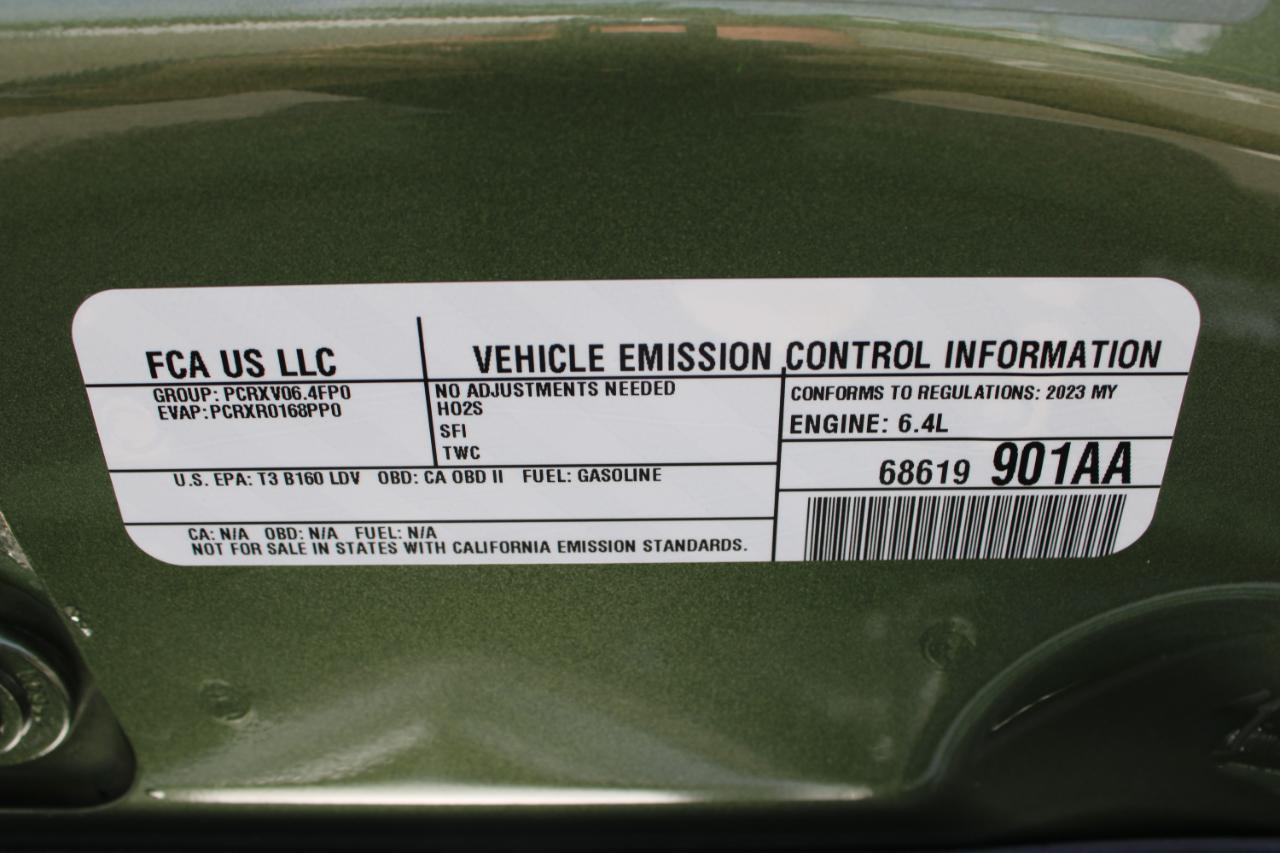 FCA US LLC
VEHICLE EMISSION CONTROL INFORMATION
GROUP: PCRXV06.4FP0
EVAP: PCRXR0168PP0
NO ADJUSTMENTS NEEDED
HO2S
SFI
TWC
CONFORMS TO REGULATIONS: 2023 MY
ENGINE: 6.4L
68619 901AA
U.S. EPA: T3 B160 LDV OBD: CA OBD II FUEL: GASOLINE
CA: N/A OBD: N/A FUEL: N/A
NOT FOR SALE IN STATES WITH CALIFORNIA EMISSION STANDARDS.